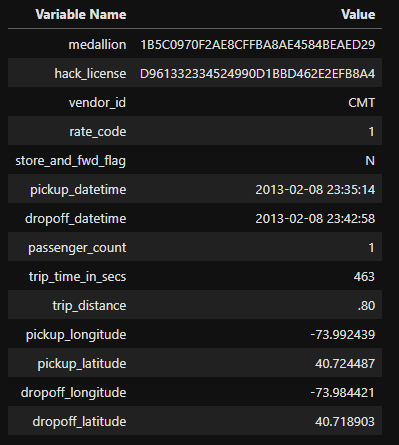 Variable Name Value
medallion 1B5C0970F2AE8CFFBA8AE4584BEAED29
hack_license D961332334524990D1BBD462E2EFB8A4
vendor_id CMT
rate_code 1
store_and_fwd_flag N
pickup_datetime 2013-02-08 23:35:14
dropoff_datetime 2013-02-08 23:42:58
passenger_count 1
trip_time_in_secs 463
trip_distance .80
pickup_longitude -73.992439
pickup_latitude 40.724487
dropoff_longitude -73.984421
dropoff_latitude 40.718903